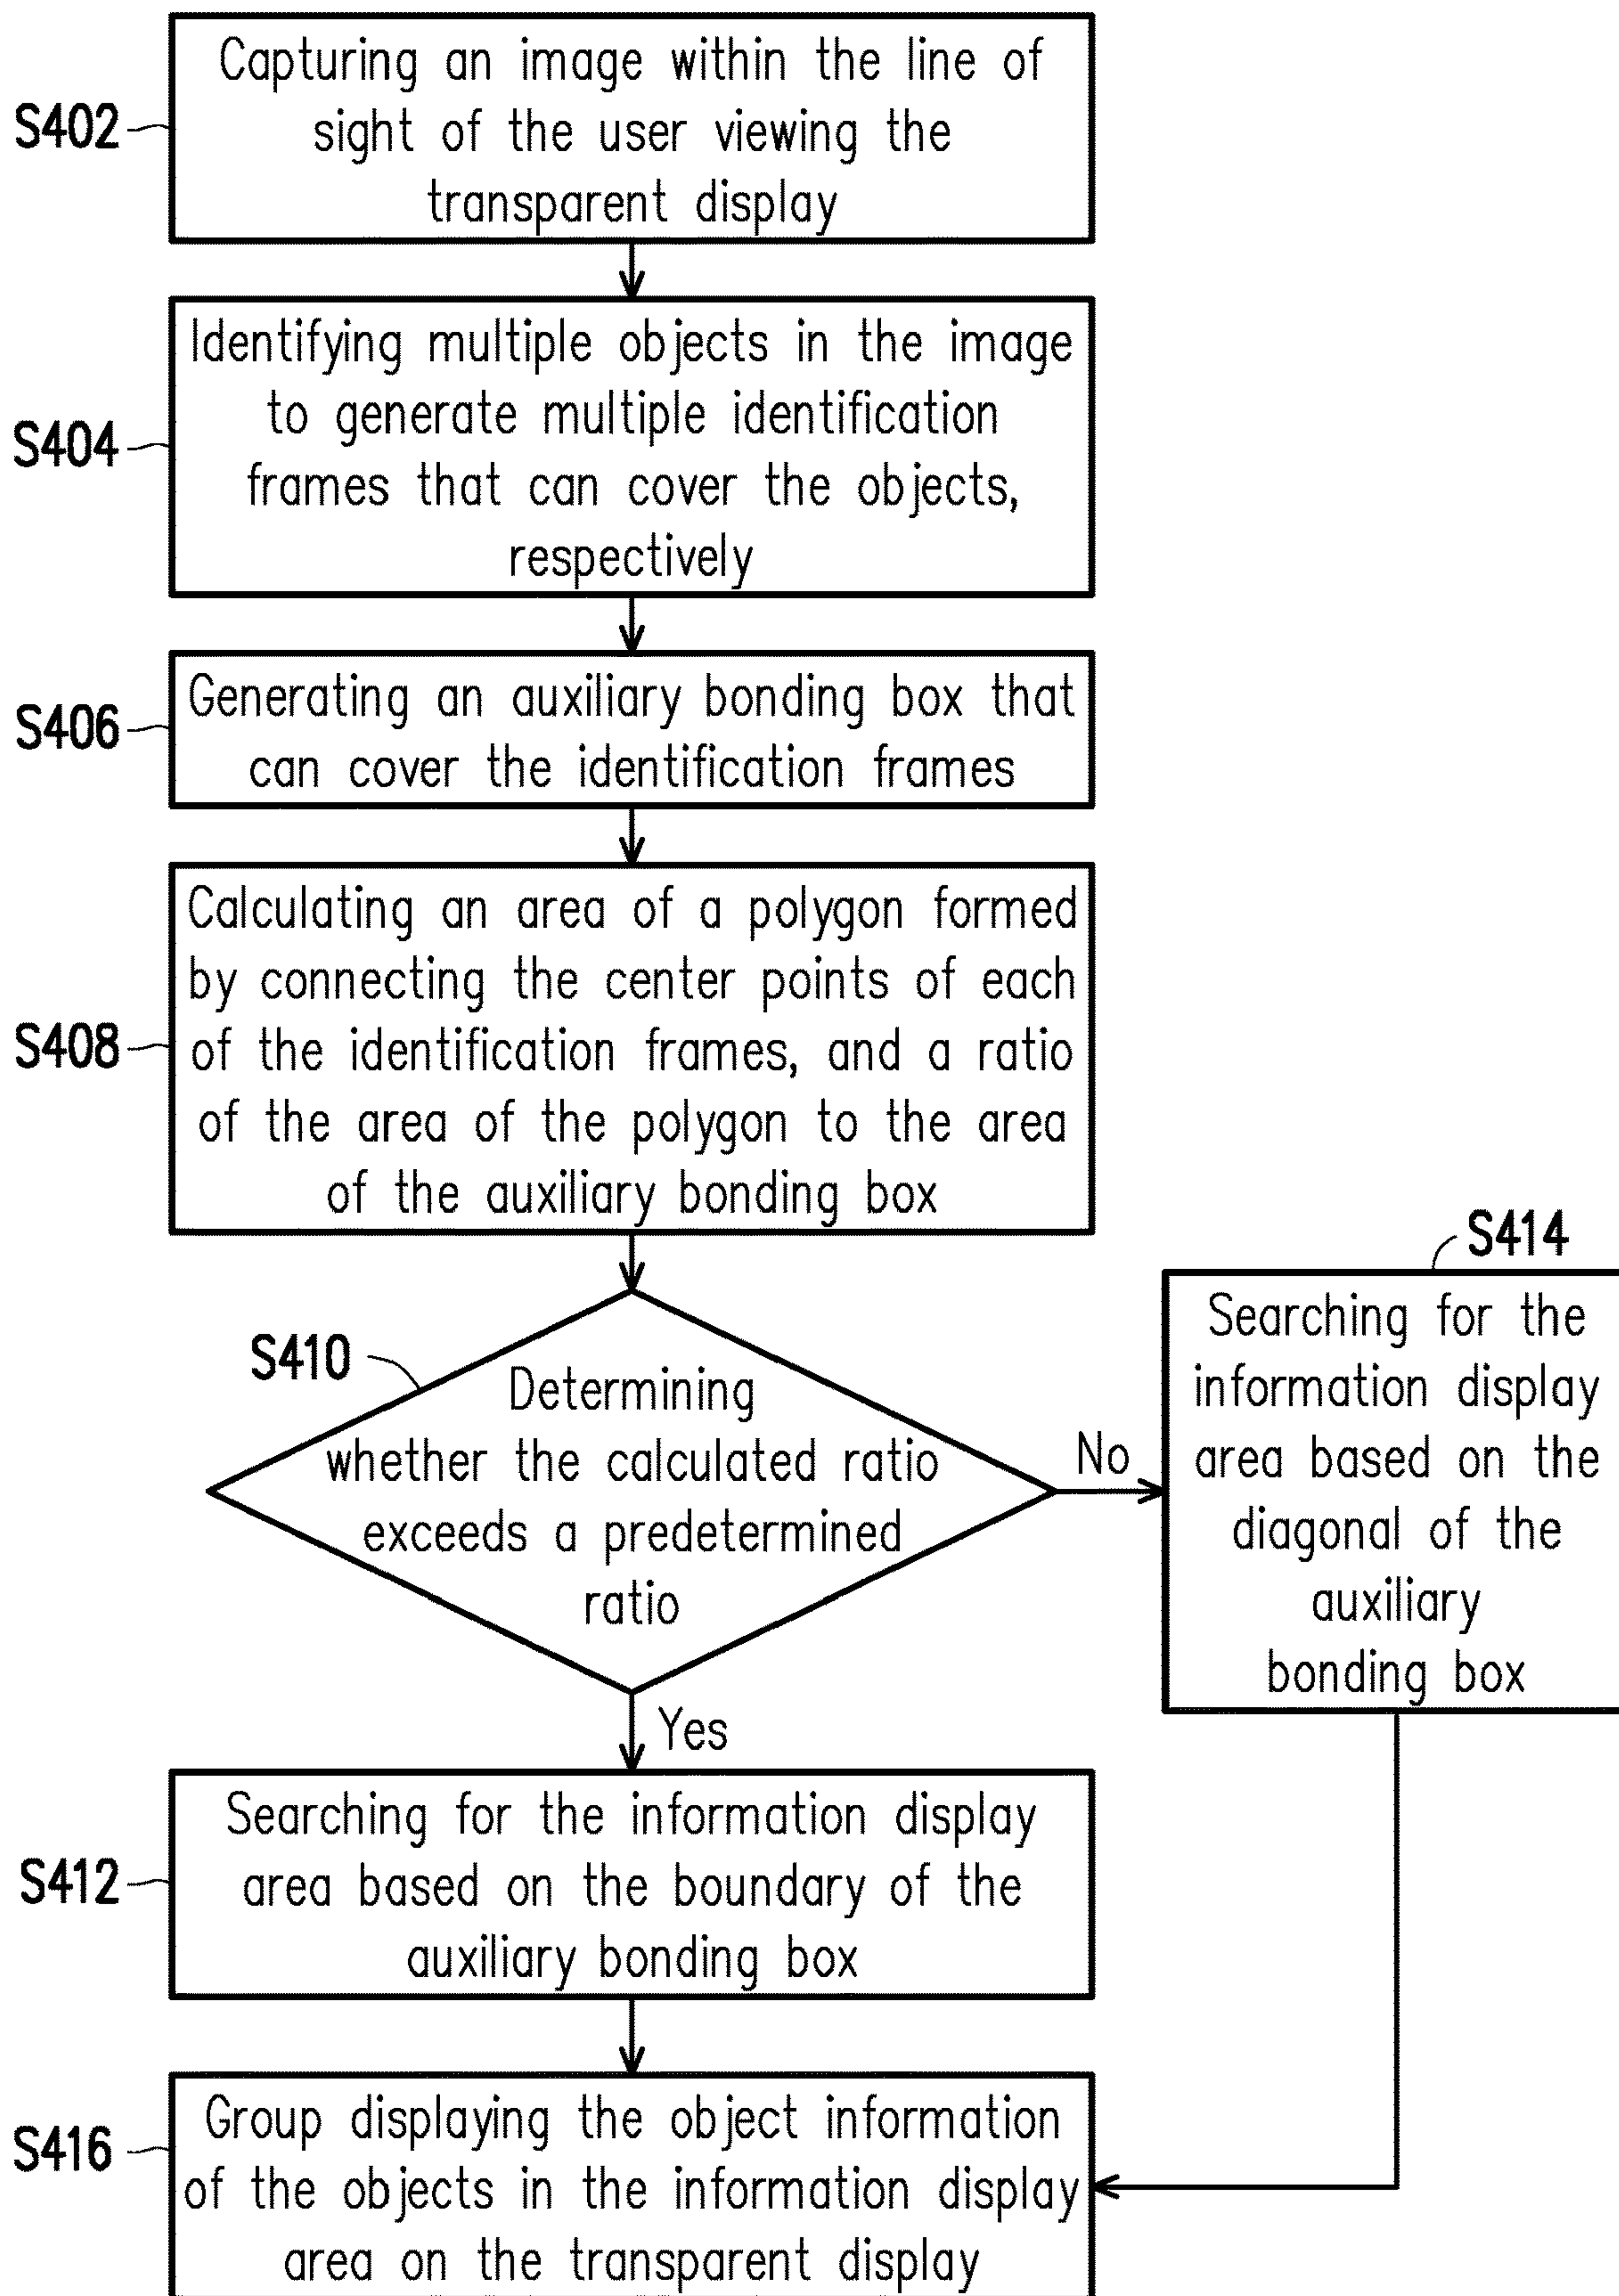 S402
Capturing an image within the line of
sight of the user viewing the
transparent display
S404
Identifying multiple objects in the image
to generate multiple identification
frames that can cover the objects,
respectively
S406
Generating an auxiliary bonding box that
can cover the identification frames
S408
Calculating an area of a polygon formed
by connecting the center points of each
of the identification frames, and a ratio
of the area of the polygon to the area
of the auxiliary bonding box
S410
Determining
whether the calculated ratio
exceeds a predetermined
ratio
No
S414
Searching for the
information display
area based on the
diagonal of the
auxiliary
bonding box
Yes
S412
Searching for the information display
area based on the boundary of the
auxiliary bonding box
S416
Group displaying the object information
of the objects in the information display
area on the transparent display